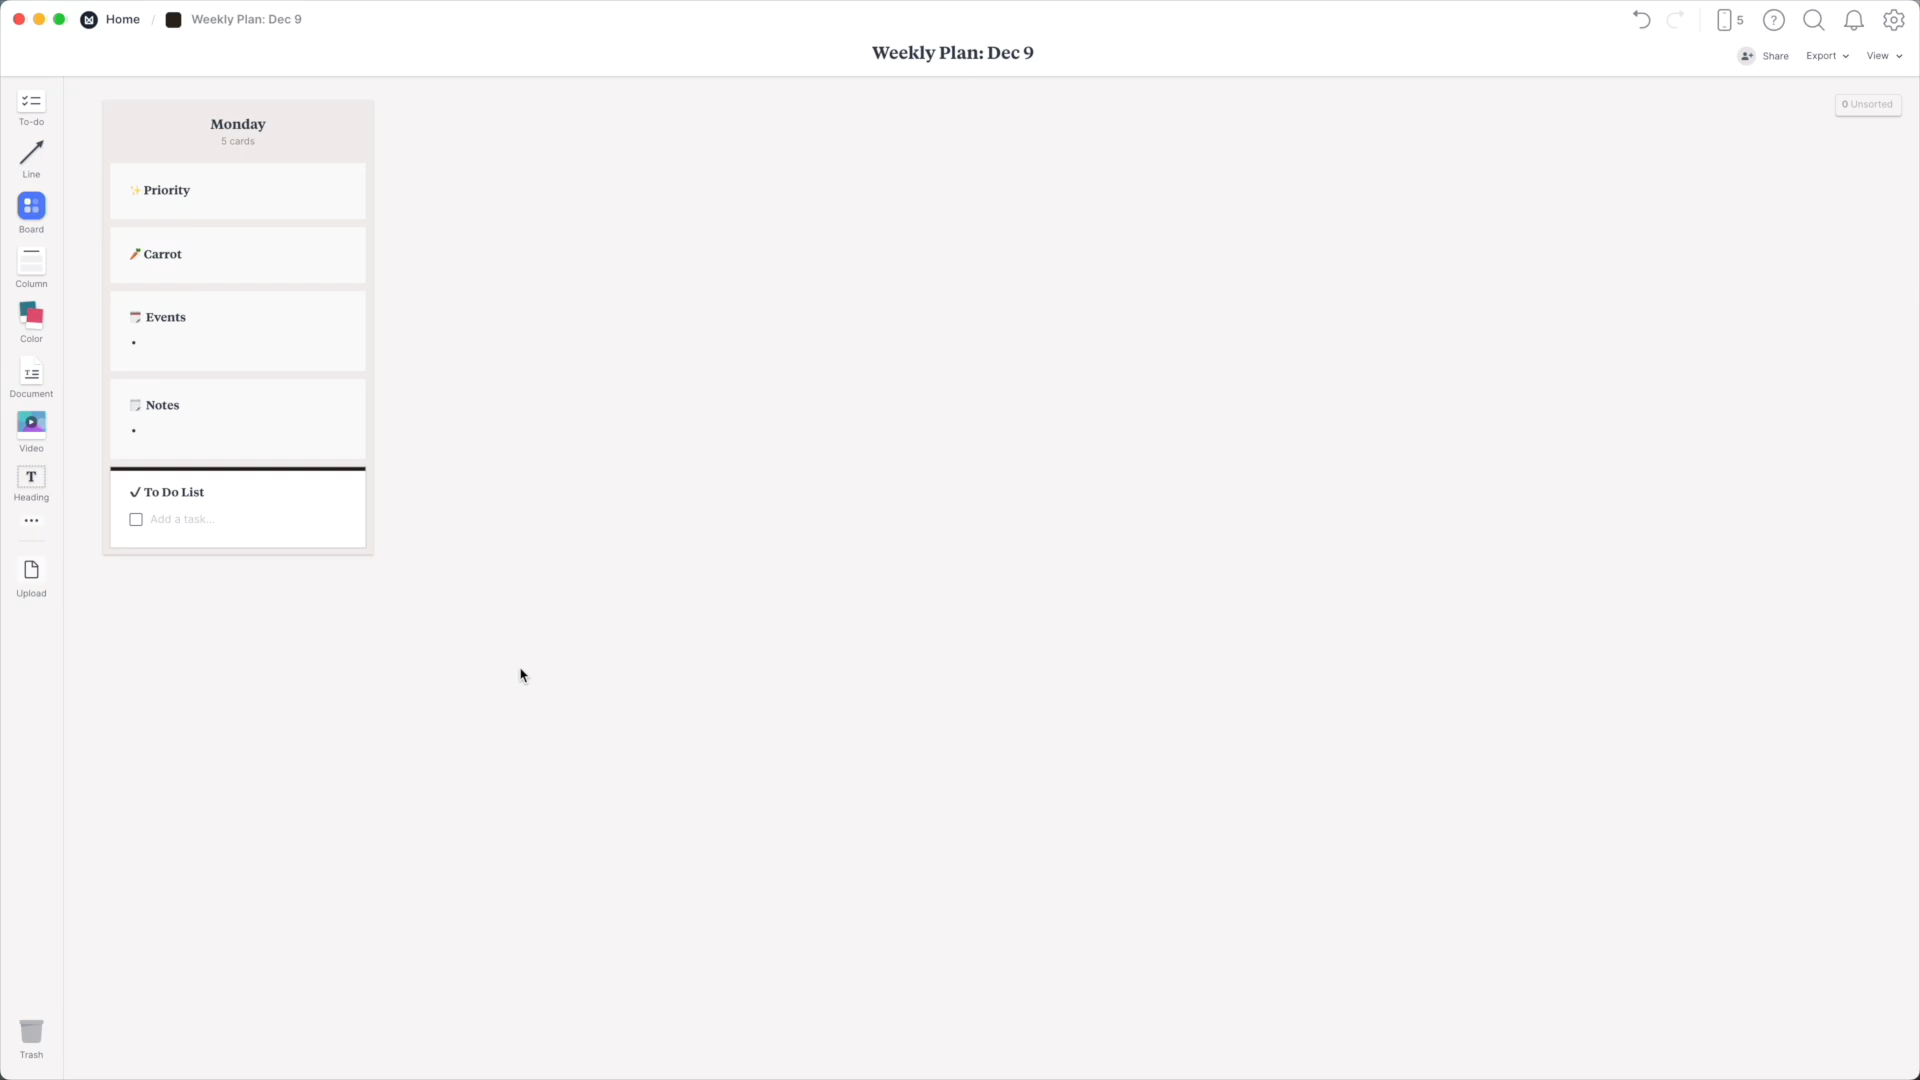 Home / Weekly Plan: Dec 9
5
Weekly Plan: Dec 9
Share Export View
0 Unsorted
To-do
Line
Board
Column
Color
Document
Video
T
Heading
Upload
Trash
Monday
5 cards
✨ Priority
🥕 Carrot
Events
•
Notes
•
✓ To Do List
Add a task...